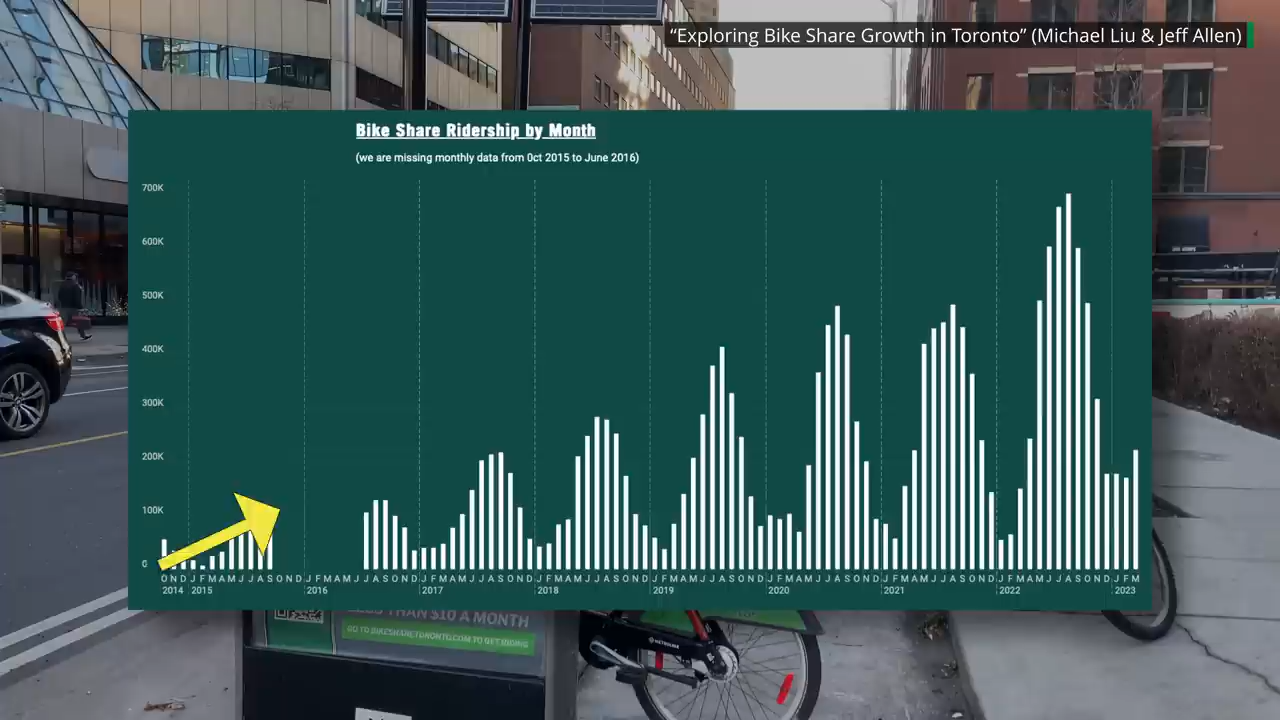 “Exploring Bike Share Growth in Toronto” (Michael Liu & Jeff Allen)
Bike Share Ridership by Month
(we are missing monthly data from Oct 2015 to June 2016)
700K
600K
500K
400K
300K
200K
100K
0
O N D J F M A M J J A S O N D J F M A M J J A S O N D J F M A M J J A S O N D J F M A M J J A S O N D J F M A M J J A S O N D J F M A M J J A S O N D J F M A M J J A S O N D J F M A M J J A S O N D J F M
2014 2015 2016 2017 2018 2019 2020 2021 2022 2023
LESS THAN $10 A MONTH
GO TO BIKESHARETORONTO.COM TO GET RIDING